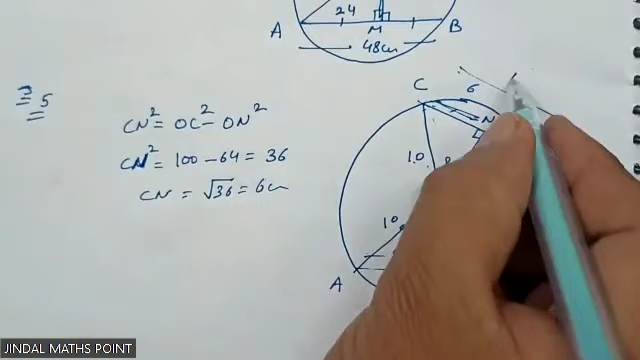 24
A M B
48cm
5
CN² = OC² - ON²
CN² = 100 - 64 = 36
CN = √36 = 6cm
C 6
N
10 8
10
A
JINDAL MATHS POINT